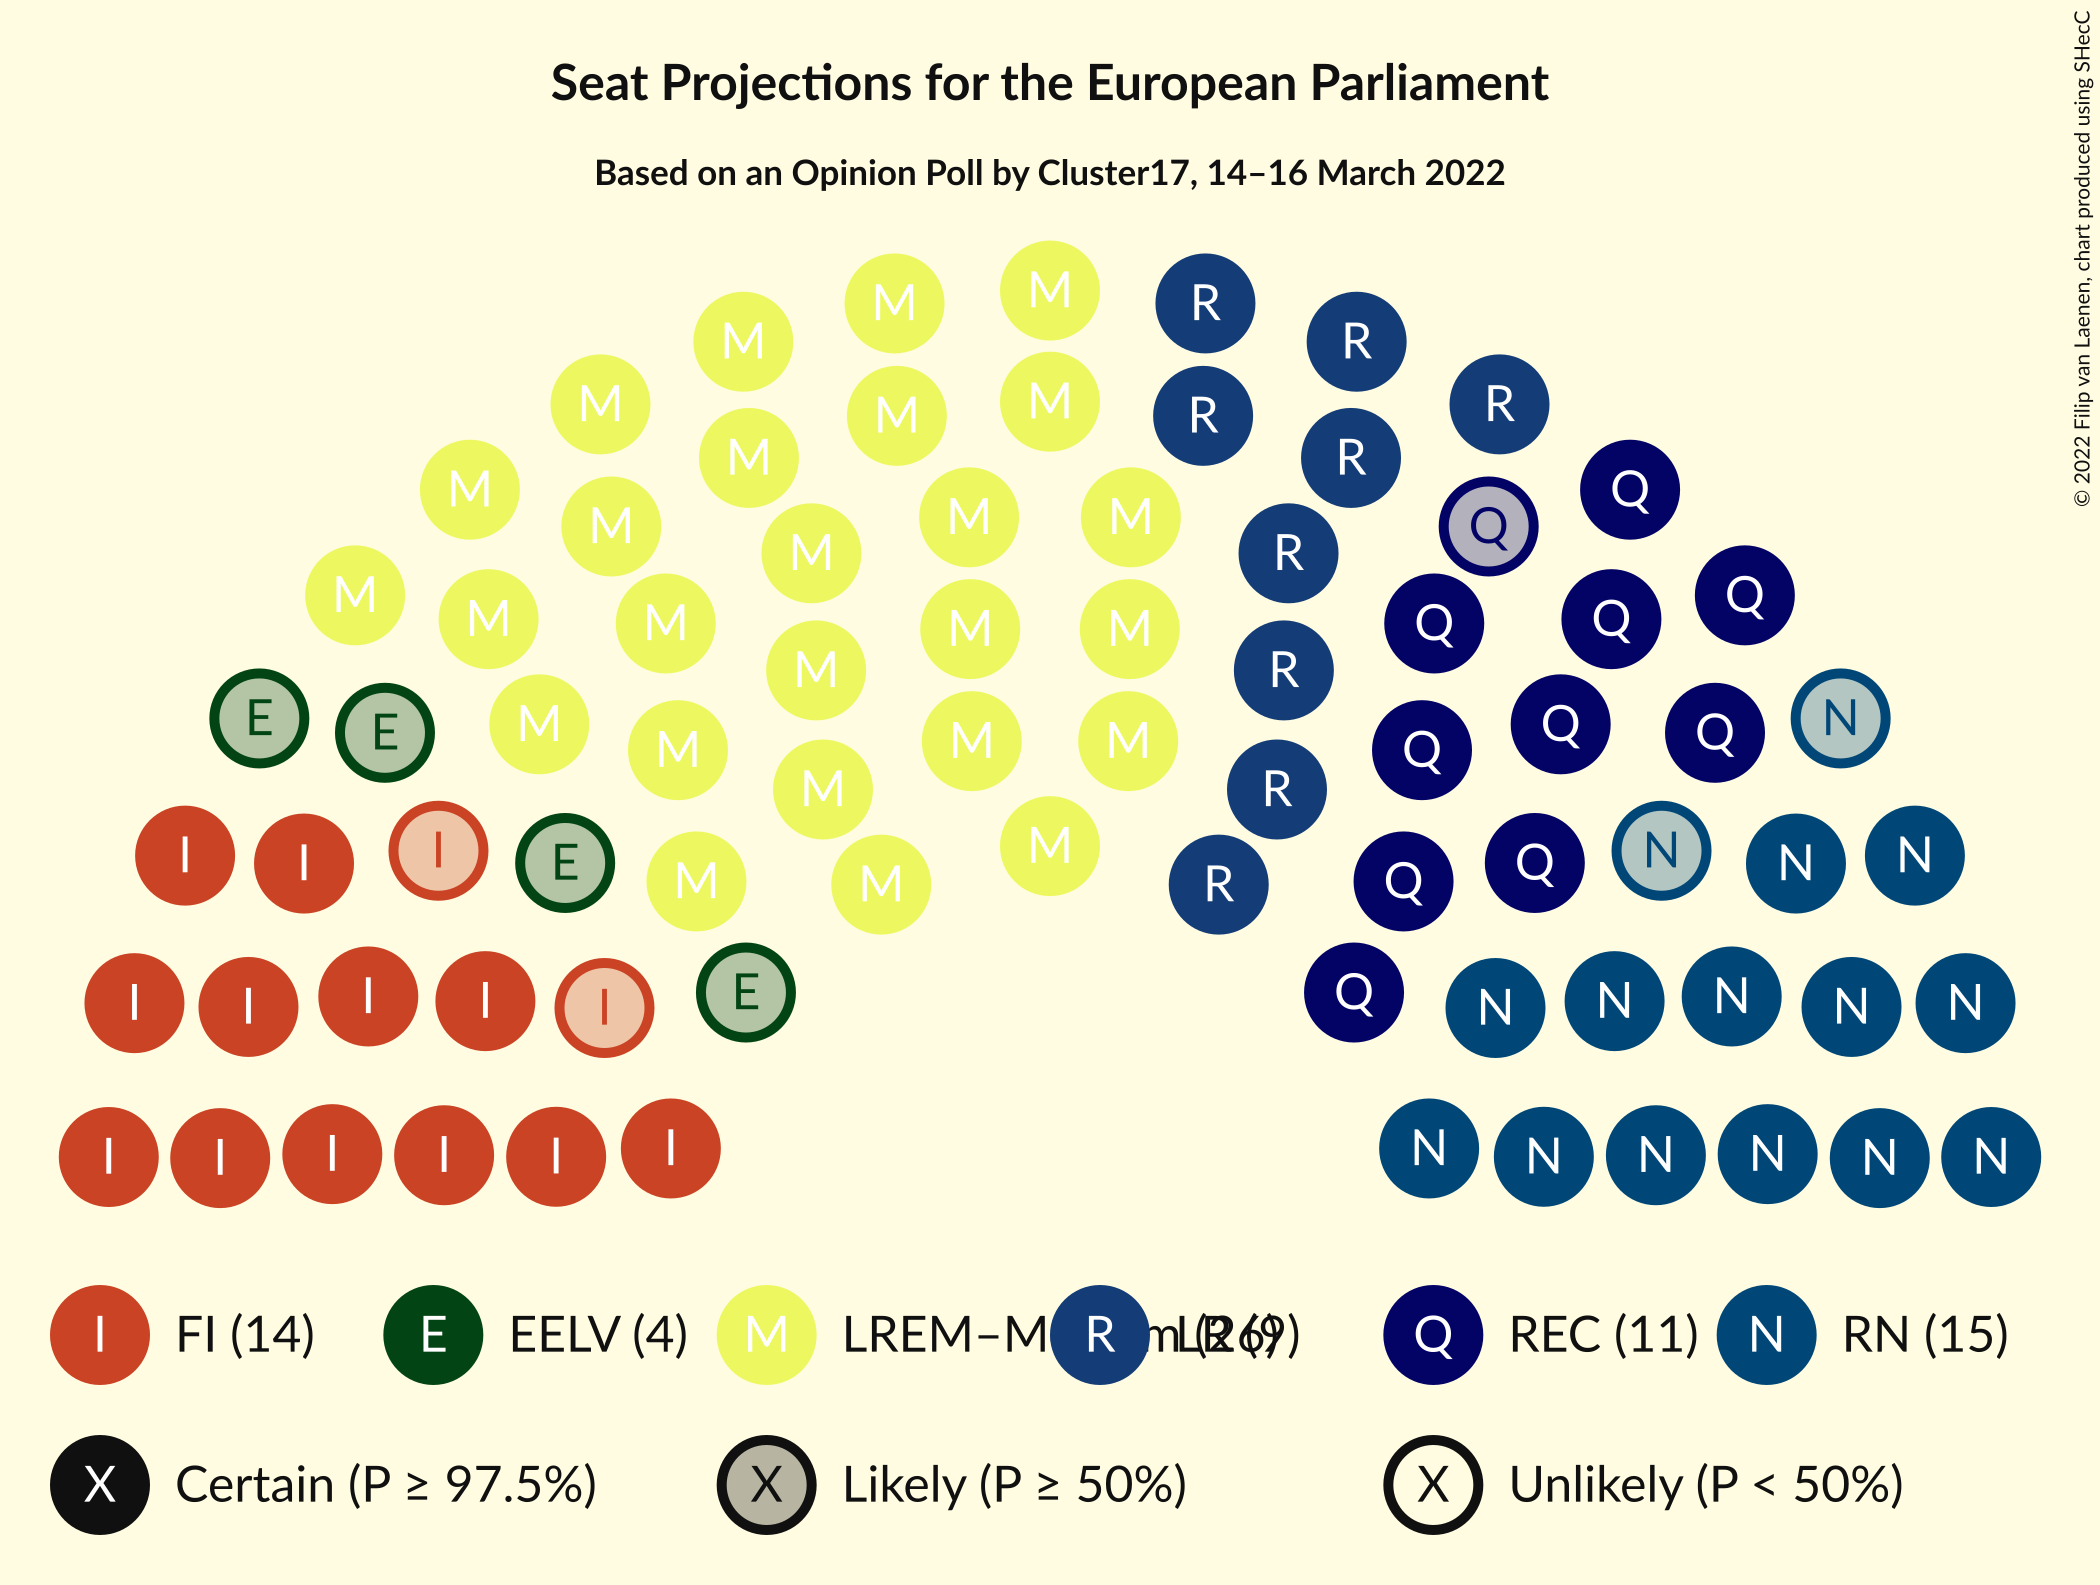 Seat Projections for the European Parliament
Based on an Opinion Poll by Cluster17, 14–16 March 2022
© 2022 Filip van Laenen, chart produced using SHecC
M M R
M R
M M R
M R
M R
M Q
M M
M Q
M R
M Q
M M Q Q
M M
M R
E M Q N
E M M Q
M Q
M R
I I M N N
I E Q N
M M R Q
E Q
I I I I I N N N N N
I I I I I I N N N N N N
I FI (14) E EELV (4) M R LR (9) Q REC (11) N RN (15)
X Certain (P ≥ 97.5%) X Likely (P ≥ 50%) X Unlikely (P < 50%)